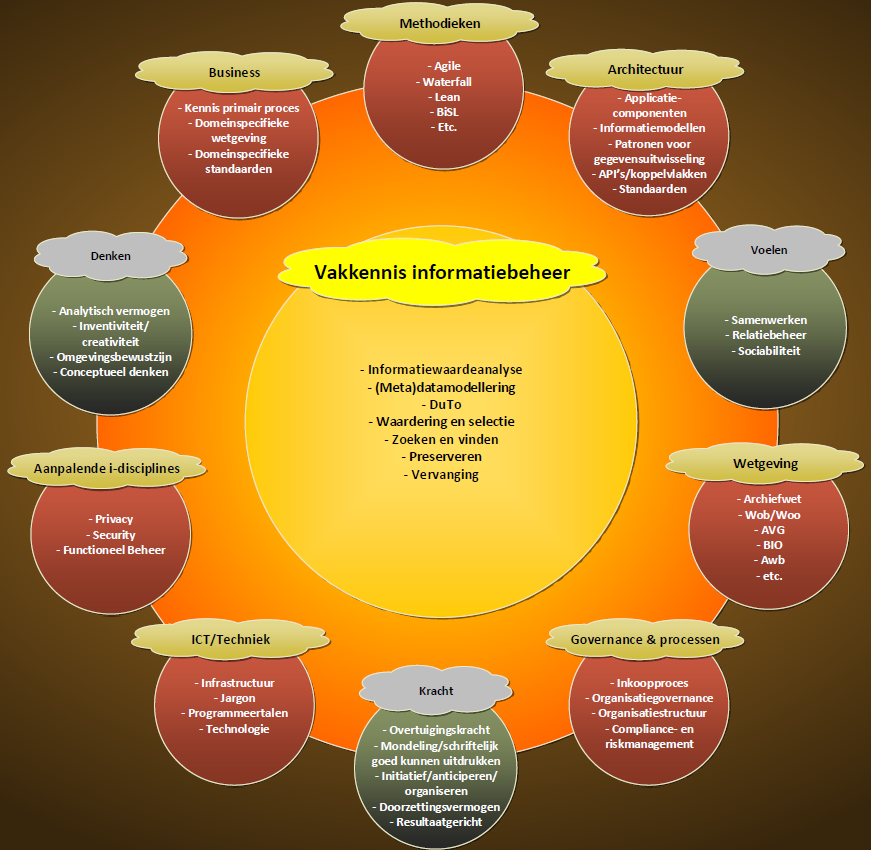 Methodieken
- Agile
- Waterfall
- Lean
- BiSL
- Etc.
Business
- Kennis primair proces
- Domeinspecifieke
wetgeving
- Domeinspecifieke
standaarden
Architectuur
- Applicatie-
componenten
- Informatiemodellen
- Patronen voor
gegevensuitwisseling
- API's/koppelvlakken
- Standaarden
Denken
- Analytisch vermogen
- Inventiviteit/
creativiteit
- Omgevingsbewustzijn
- Conceptueel denken
Vakkennis informatiebeheer
- Informatiewaardeanalyse
- (Meta)datamodellering
- DuTo
- Waardering en selectie
- Zoeken en vinden
- Preserveren
- Vervanging
Voelen
- Samenwerken
- Relatiebeheer
- Sociabiliteit
Aanpalende i-disciplines
- Privacy
- Security
- Functioneel Beheer
Wetgeving
- Archiefwet
- Wob/Woo
- AVG
- BIO
- Awb
- etc.
ICT/Techniek
- Infrastructuur
- Jargon
- Programmeertalen
- Technologie
Kracht
- Overtuigingskracht
- Mondeling/schriftelijk
goed kunnen uitdrukken
- Initiatief/anticiperen/
organiseren
- Doorzettingsvermogen
- Resultaatgericht
Governance & processen
- Inkoopproces
- Organisatiegovernance
- Organisatiestructuur
- Compliance- en
riskmanagement